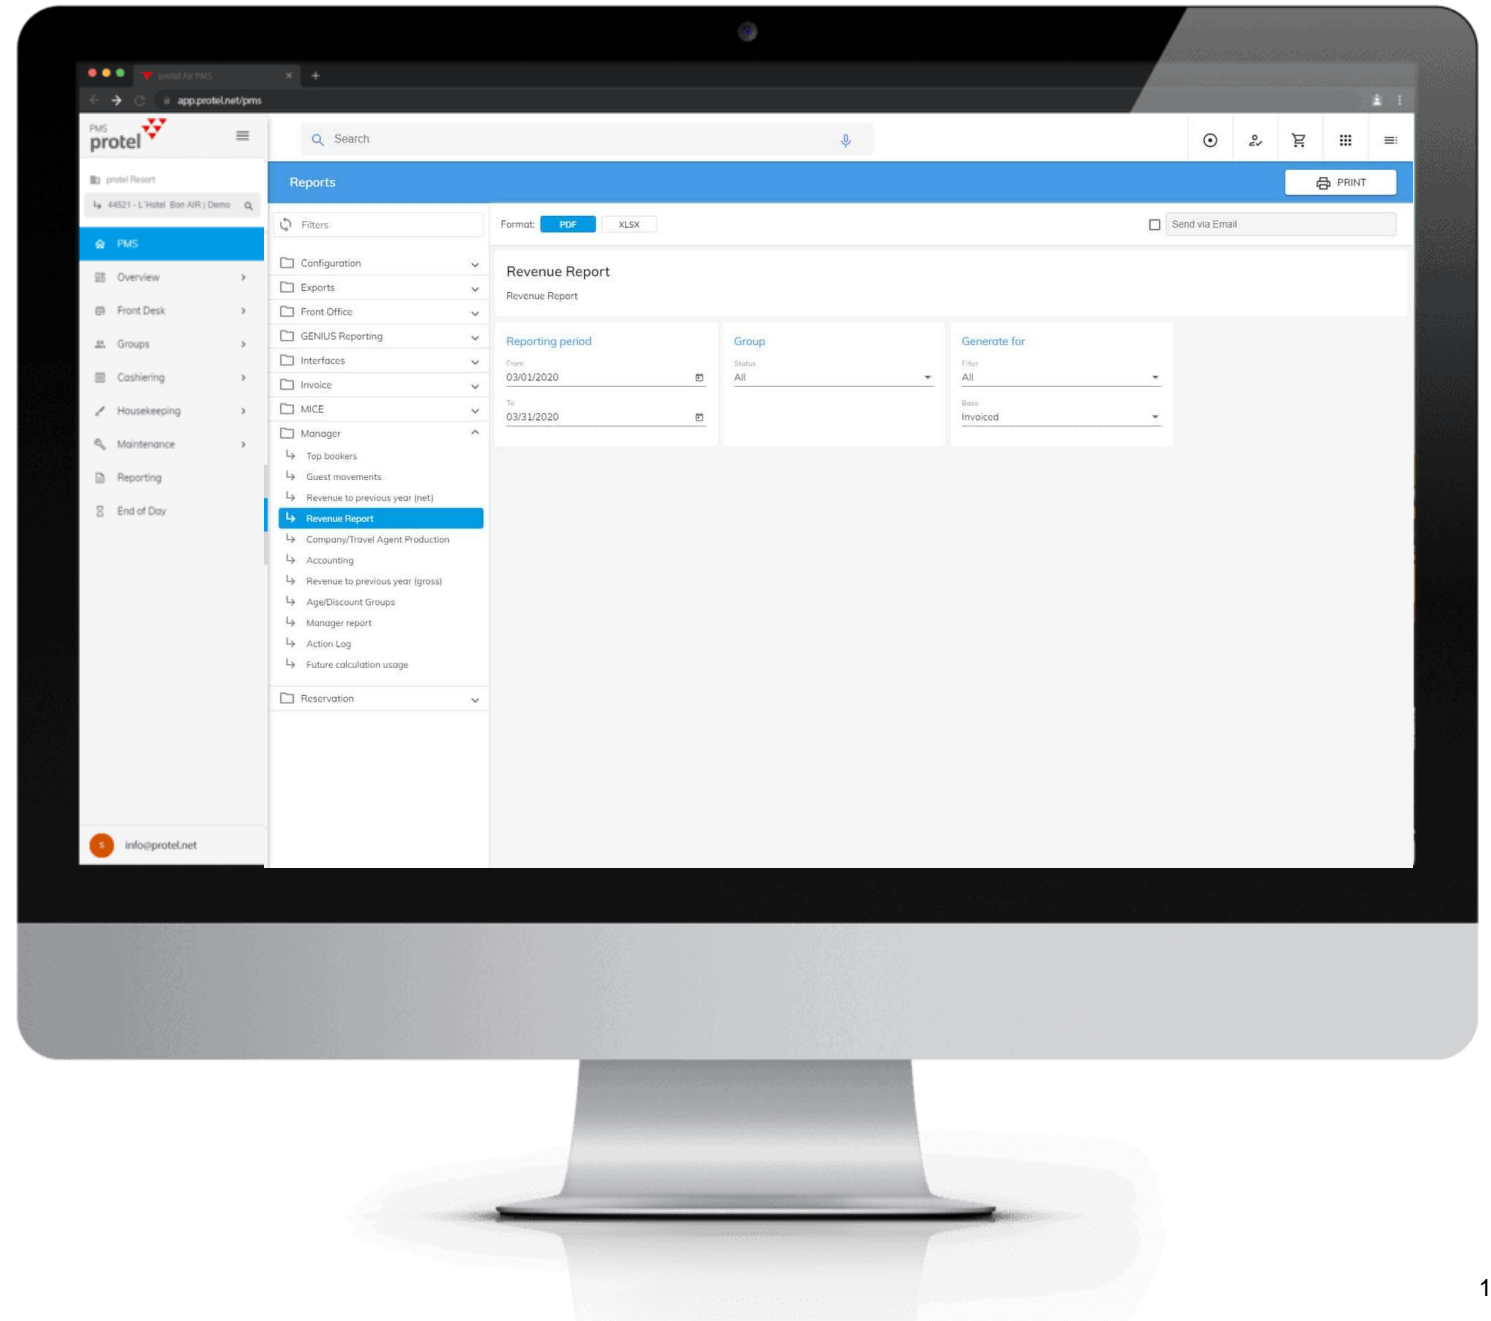 protel Air PMS
app.protel.net/pms
PMS
protel
Search
protel Resort
44521 - L'Hotel Bon AIR | Demo
Reports
PRINT
PMS
Overview
Front Desk
Groups
Cashiering
Housekeeping
Maintenance
Reporting
End of Day
info@protel.net
S
Filters
Configuration
Exports
Front Office
GENIUS Reporting
Interfaces
Invoice
MICE
Manager
Top bookers
Guest movements
Revenue to previous year (net)
Revenue Report
Company/Travel Agent Production
Accounting
Revenue to previous year (gross)
Age/Discount Groups
Manager report
Action Log
Future calculation usage
Reservation
Format: PDF XLSX
Send via Email
Revenue Report
Revenue Report
Reporting period
From
03/01/2020
To
03/31/2020
Group
Status
All
Generate for
Filter
All
Base
Invoiced
1